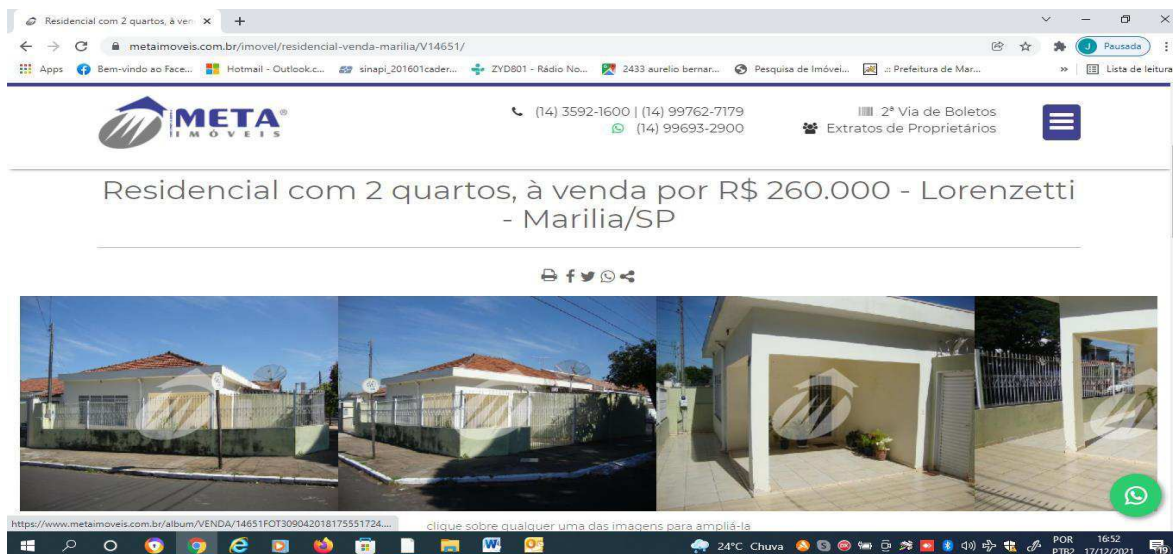 Residencial com 2 quartos, à ven
metaimoveis.com.br/imovel/residencial-venda-marilia/V14651/
Pausada
Apps
Bem-vindo ao Face...
Hotmail - Outlook.c...
sinapi_201601cader...
ZYD801 - Rádio No...
2433 aurelio bernar...
Pesquisa de Imóvei...
.:: Prefeitura de Mar...
Lista de leitura
META
IMÓVEIS
(14) 3592-1600 | (14) 99762-7179
(14) 99693-2900
2ª Via de Boletos
Extratos de Proprietários
Residencial com 2 quartos, à venda por R$ 260.000 - Lorenzetti
- Marilia/SP
https://www.metaimoveis.com.br/album/VENDA/14651FOT309042018175551724....
clique sobre qualquer uma das imagens para ampliá-la
24°C Chuva
POR
PTB2
16:52
17/12/2021